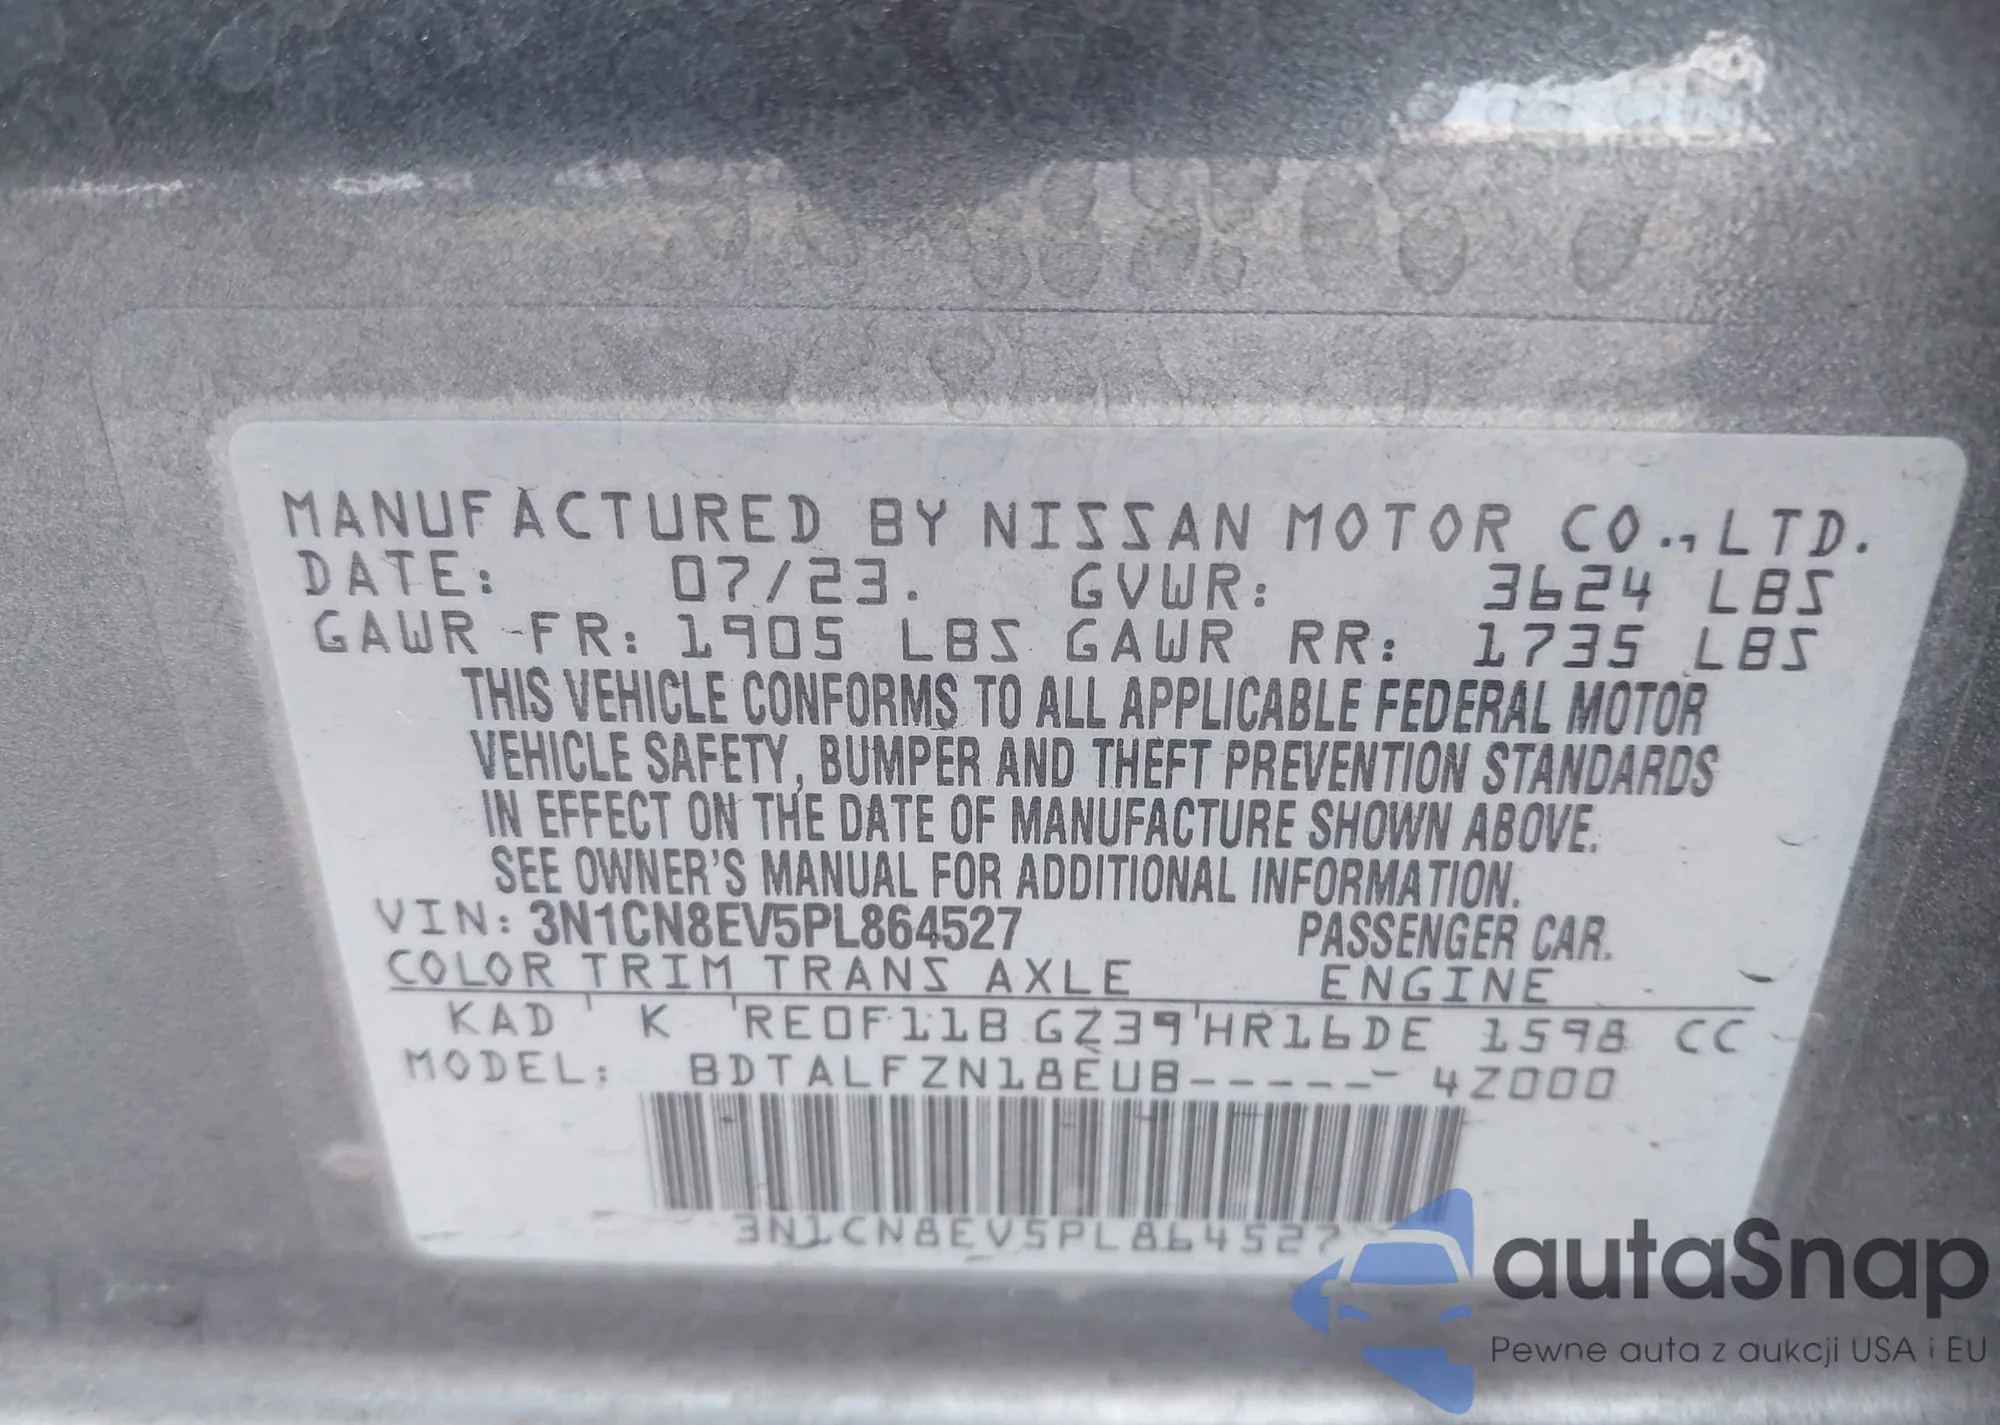 MANUFACTURED BY NISSAN MOTOR CO., LTD.
DATE: 07/23. GVWR: 3624 LBS
GAWR FR: 1905 LBS GAWR RR: 1735 LBS
THIS VEHICLE CONFORMS TO ALL APPLICABLE FEDERAL MOTOR
VEHICLE SAFETY, BUMPER AND THEFT PREVENTION STANDARDS
IN EFFECT ON THE DATE OF MANUFACTURE SHOWN ABOVE.
SEE OWNER'S MANUAL FOR ADDITIONAL INFORMATION.
VIN: 3N1CN8EV5PL864527 PASSENGER CAR.
COLOR TRIM TRANS AXLE ENGINE
KAD K RE0F11B GZ39 HR16DE 1598 CC
MODEL: BDTALFZN18EUB------ 4Z000
3N1CN8EV5PL864527
autaSnap
Pewne auta z aukcji USA i EU